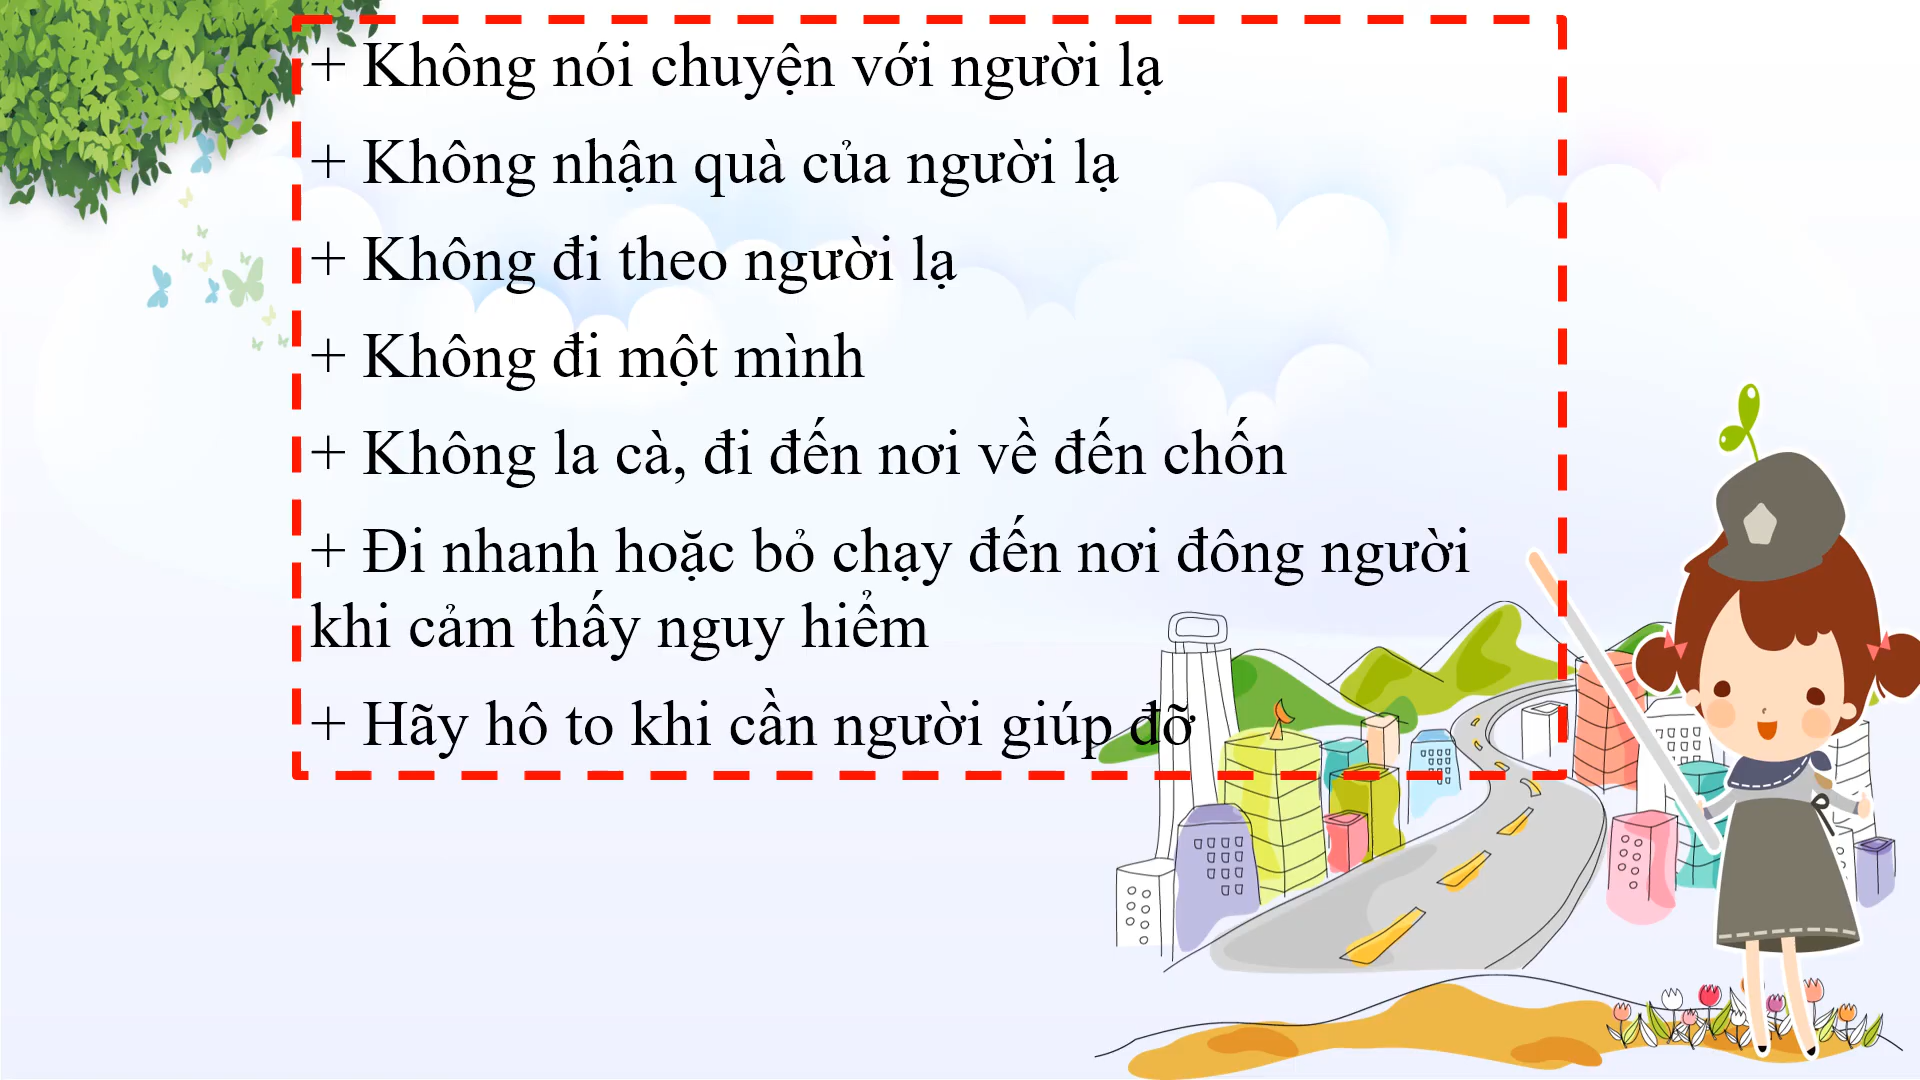 + Không nói chuyện với người lạ
+ Không nhận quà của người lạ
+ Không đi theo người lạ
+ Không đi một mình
+ Không la cà, đi đến nơi về đến chốn
+ Đi nhanh hoặc bỏ chạy đến nơi đông người
khi cảm thấy nguy hiểm
+ Hãy hô to khi cần người giúp đỡ